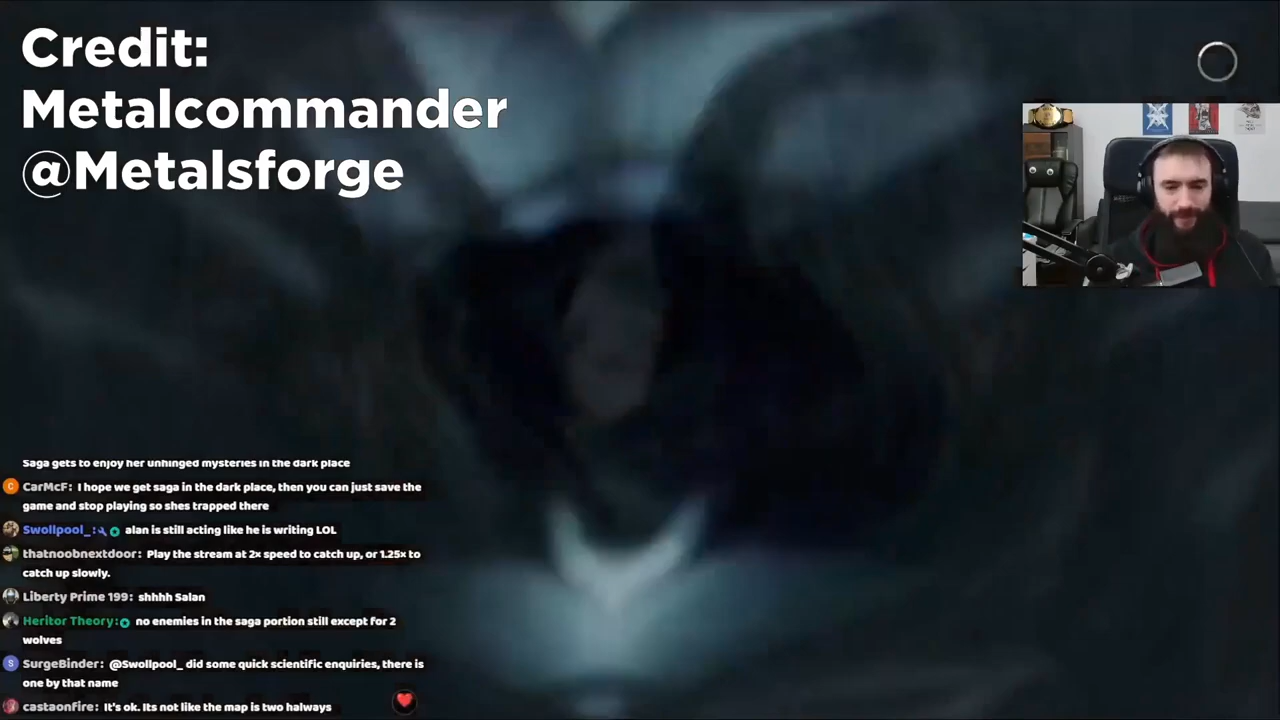 Credit:
Metalcommander
@Metalsforge
Saga gets to enjoy her unhinged mysteries in the dark place
CarMcF: I hope we get saga in the dark place, then you can just save the
game and stop playing so shes trapped there
Swollpool_: alan is still acting like he is writing LOL
thatnoobnextdoor: Play the stream at 2x speed to catch up, or 1.25x to
catch up slowly.
Liberty Prime 199: shhhh Salan
Heritor Theory: no enemies in the saga portion still except for 2
wolves
SurgeBinder: @Swollpool_ did some quick scientific enquiries, there is
one by that name
castaonfire: It's ok. Its not like the map is two halways